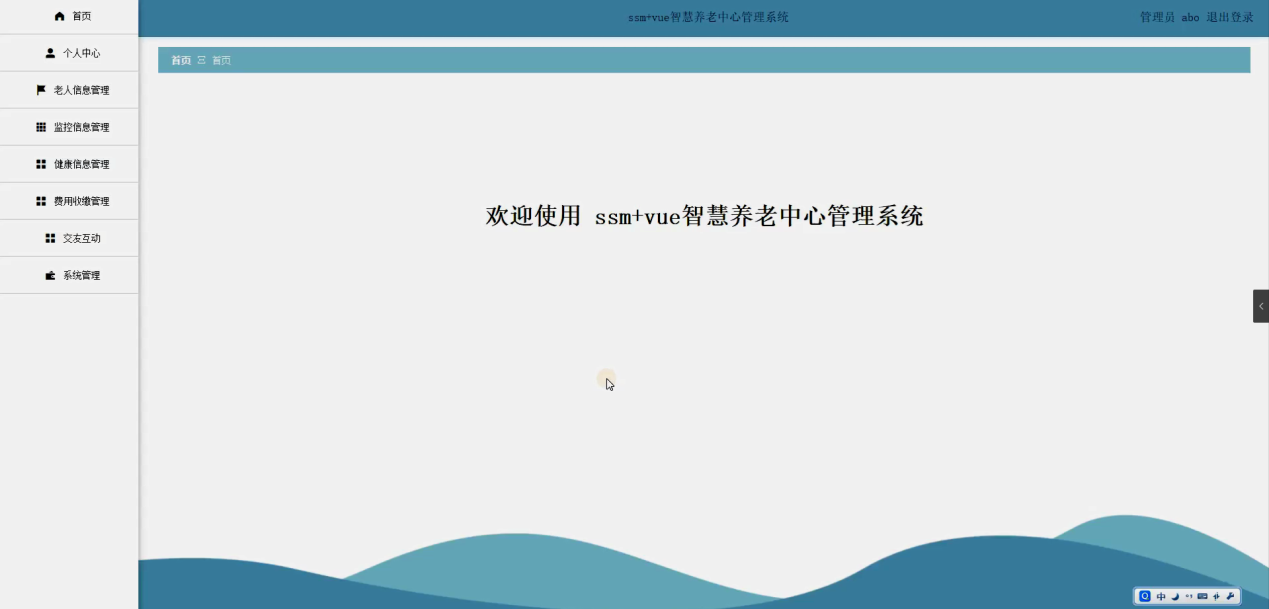 首页
个人中心
老人信息管理
监控信息管理
健康信息管理
费用收缴管理
交友互动
系统管理
ssm+vue智慧养老中心管理系统
管理员 abo 退出登录
首页 首页
欢迎使用 ssm+vue智慧养老中心管理系统
中